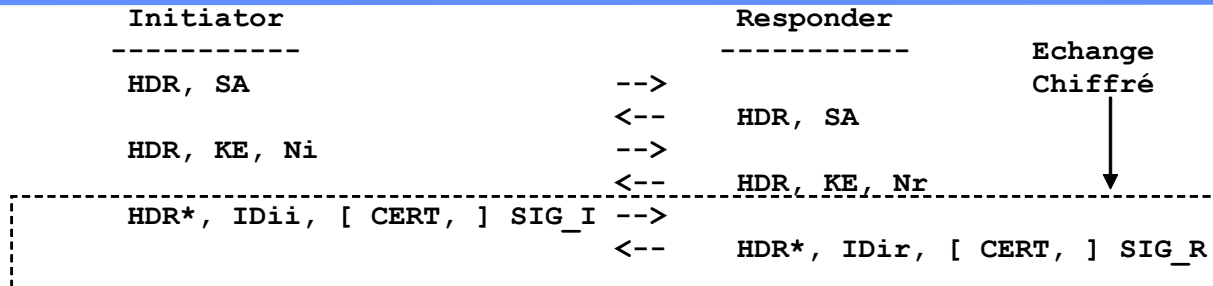 Initiator Responder
----------- ----------- Echange
HDR, SA --> Chiffré
<-- HDR, SA
HDR, KE, Ni -->
<-- HDR, KE, Nr
HDR*, IDii, [ CERT, ] SIG_I -->
<-- HDR*, IDir, [ CERT, ] SIG_R